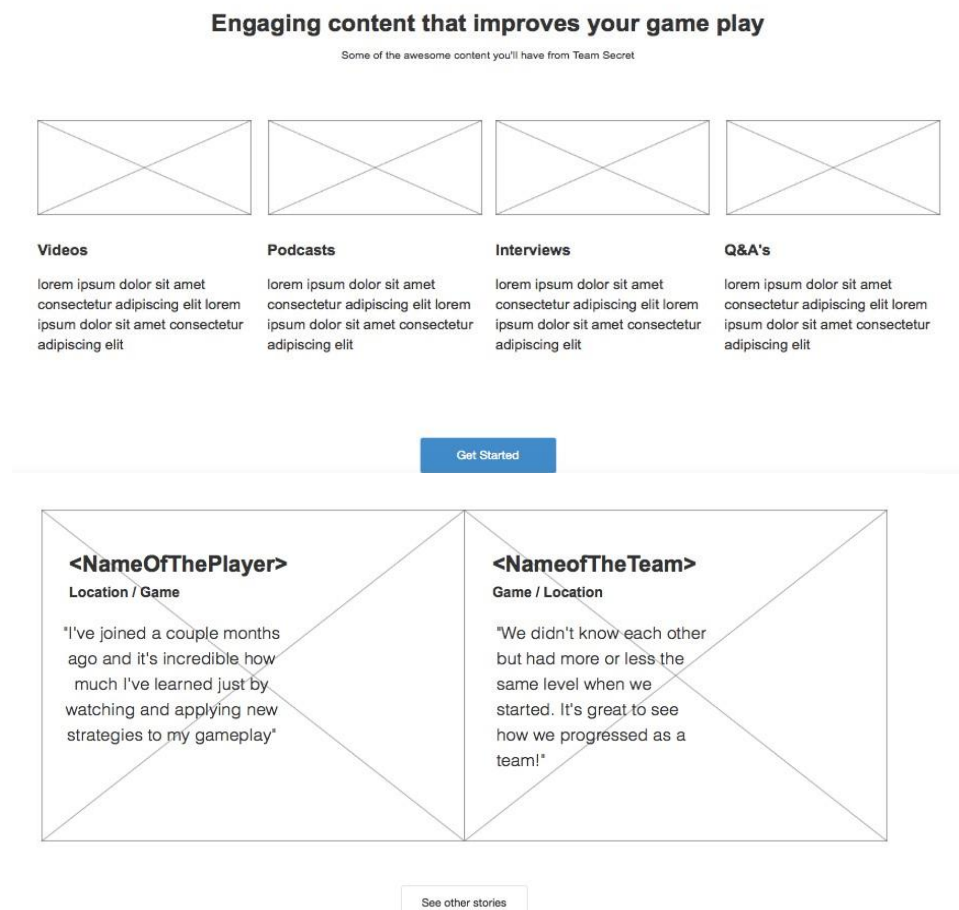 Engaging content that improves your game play
Some of the awesome content you'll have from Team Secret
Videos
lorem ipsum dolor sit amet
consectetur adipiscing elit lorem
ipsum dolor sit amet consectetur
adipiscing elit
Podcasts
lorem ipsum dolor sit amet
consectetur adipiscing elit lorem
ipsum dolor sit amet consectetur
adipiscing elit
Interviews
lorem ipsum dolor sit amet
consectetur adipiscing elit lorem
ipsum dolor sit amet consectetur
adipiscing elit
Q&A's
lorem ipsum dolor sit amet
consectetur adipiscing elit lorem
ipsum dolor sit amet consectetur
adipiscing elit
Get Started
<NameOfThePlayer>
Location / Game
"I've joined a couple months
ago and it's incredible how
much I've learned just by
watching and applying new
strategies to my gameplay"
<NameofTheTeam>
Game / Location
"We didn't know each other
but had more or less the
same level when we
started. It's great to see
how we progressed as a
team!"
See other stories